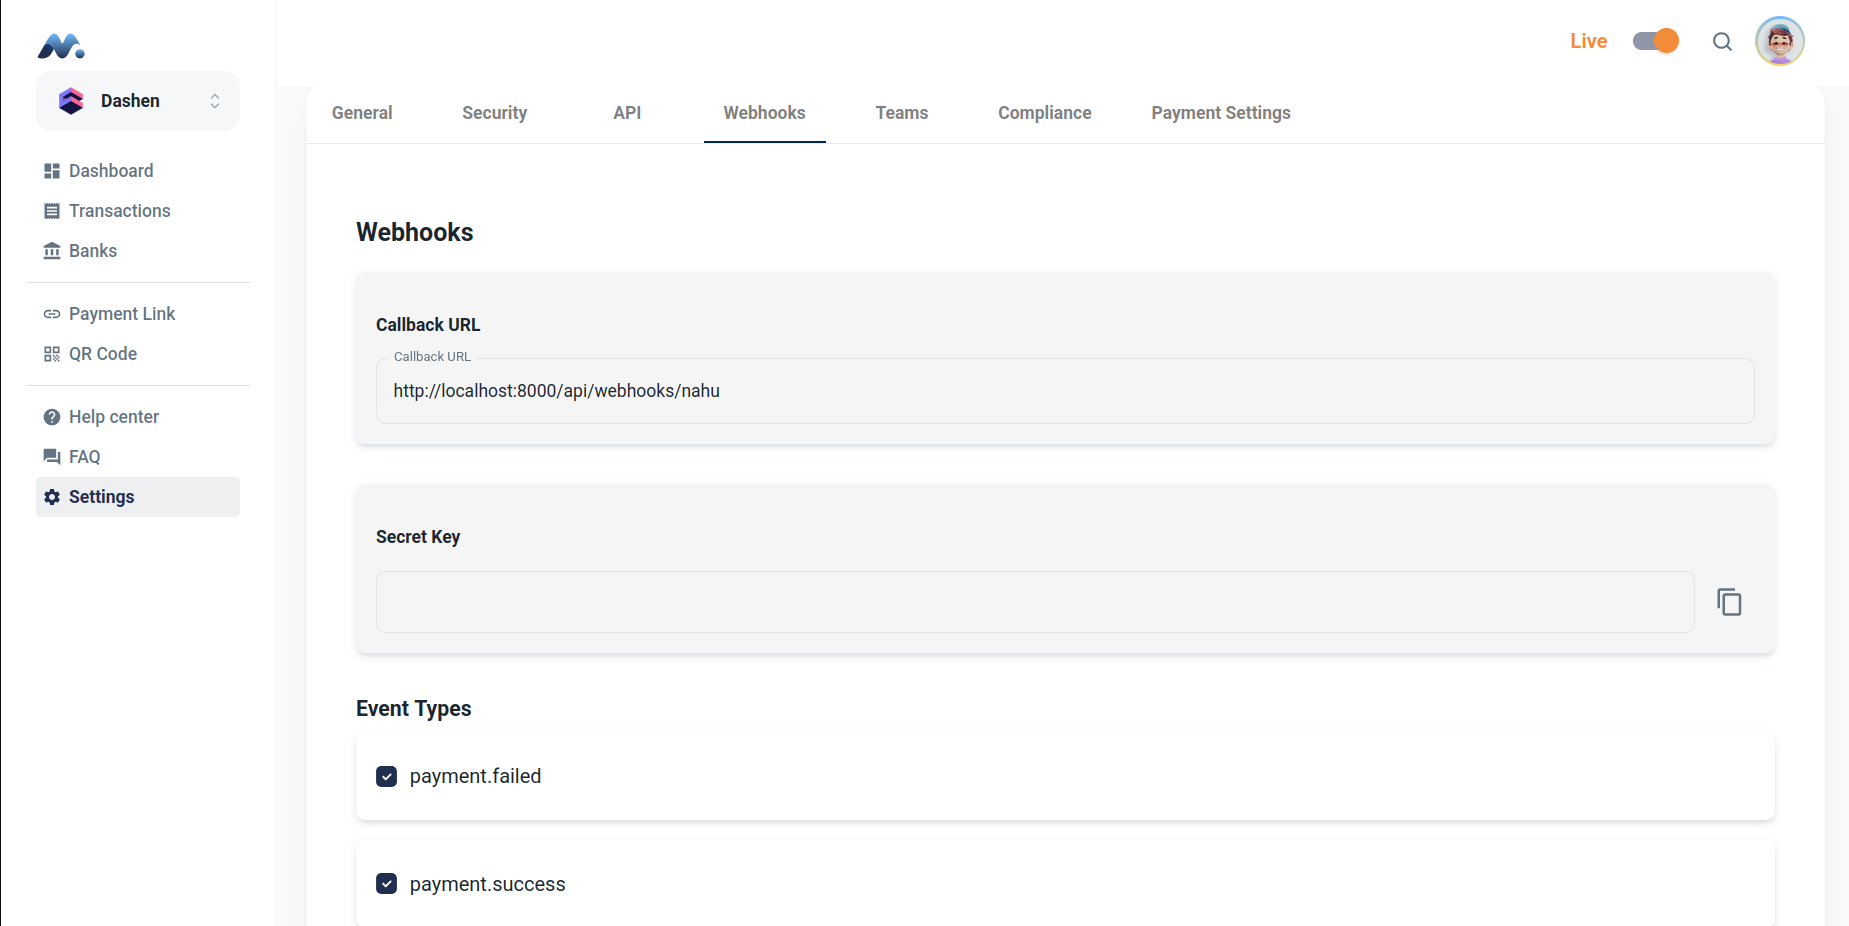 Live
Dashen
General Security API Webhooks Teams Compliance Payment Settings
Dashboard
Transactions
Banks
Payment Link
QR Code
Help center
FAQ
Settings
Webhooks
Callback URL
Callback URL
http://localhost:8000/api/webhooks/nahu
Secret Key
Event Types
payment.failed
payment.success